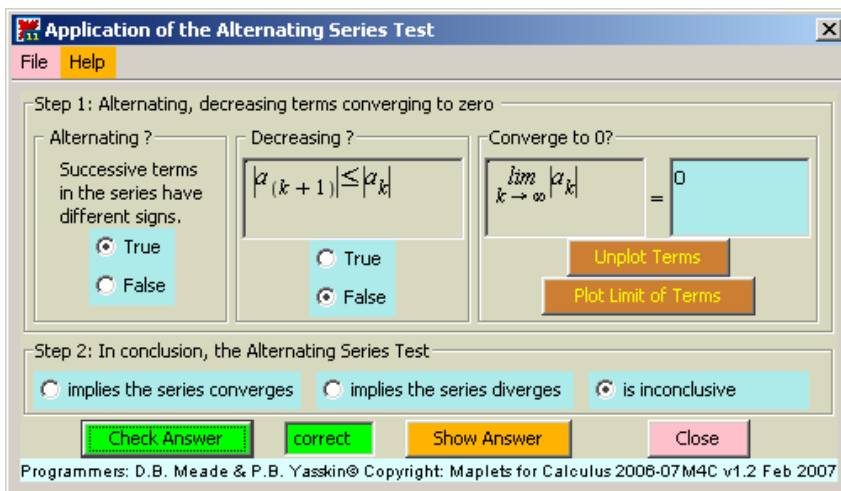 Application of the Alternating Series Test
File Help
Step 1: Alternating, decreasing terms converging to zero
Alternating ?
Successive terms
in the series have
different signs.
True
False
Decreasing ?
|a(k + 1)|≤|ak|
True
False
Converge to 0?
lim k → ∞ |ak| = 0
Unplot Terms
Plot Limit of Terms
Step 2: In conclusion, the Alternating Series Test
implies the series converges implies the series diverges is inconclusive
Check Answer correct Show Answer Close
Programmers: D.B. Meade & P.B. Yasskin© Copyright: Maplets for Calculus 2006-07M4C v1.2 Feb 2007